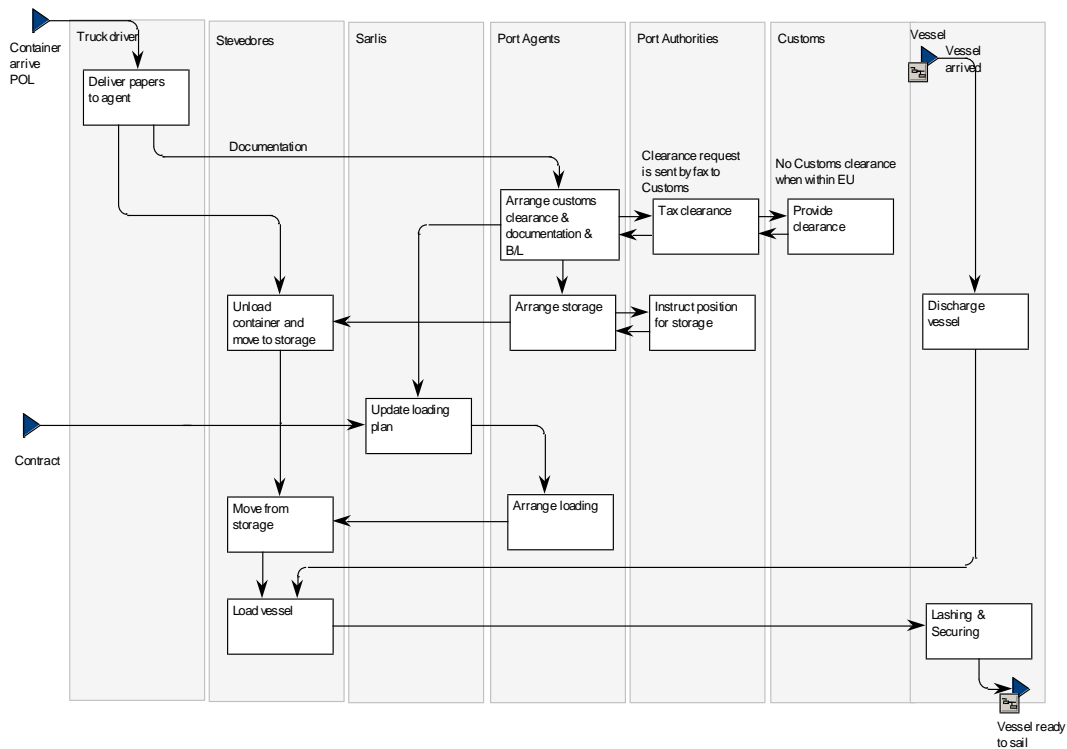 Container
arrive
POL
Truck driver
Stevedores
Sarlis
Port Agents
Port Authorities
Customs
Vessel
Vessel
arrived
Deliver papers
to agent
Documentation
Clearance request
is sent by fax to
Customs
No Customs clearance
when within EU
Arrange customs
clearance &
documentation &
B/L
Tax clearance
Provide
clearance
Unload
container and
move to storage
Arrange storage
Instruct position
for storage
Discharge
vessel
Update loading
plan
Contract
Move from
storage
Arrange loading
Load vessel
Lashing &
Securing
Vessel ready
to sail